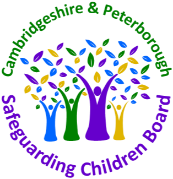 Cambridgeshire & Peterborough
Safeguarding Children Board